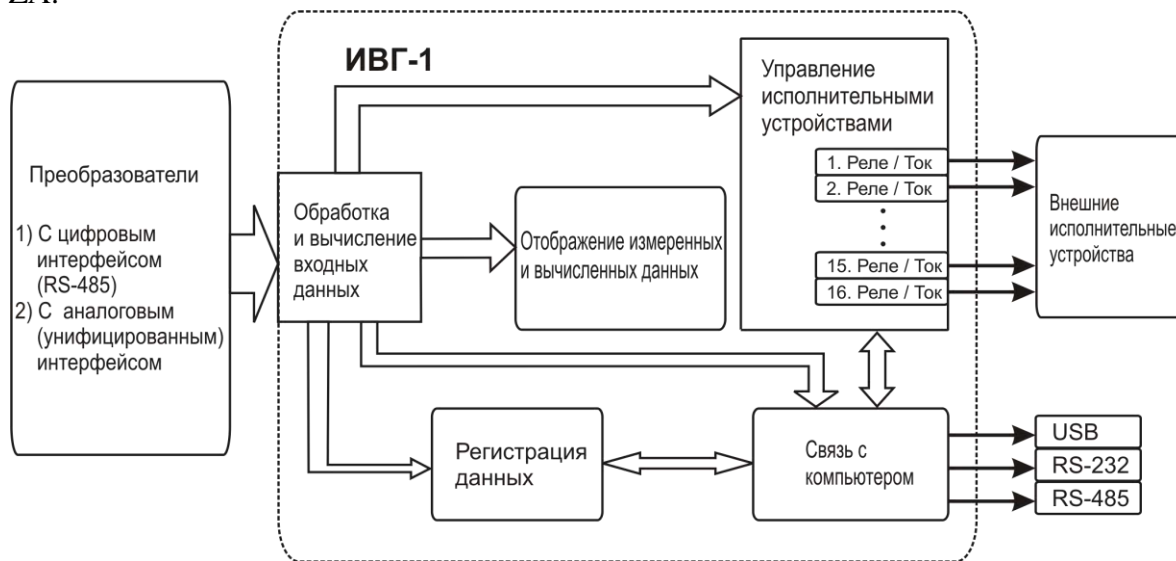 ИВГ-1
Преобразователи
1) С цифровым
интерфейсом
(RS-485)
2) С аналоговым
(унифицированным)
интерфейсом
Обработка
и вычисление
входных
данных
Отображение измеренных
и вычисленных данных
Управление
исполнительными
устройствами
1. Реле / Ток
2. Реле / Ток
15. Реле / Ток
16. Реле / Ток
Внешние
исполнительные
устройства
Регистрация
данных
Связь с
компьютером
USB
RS-232
RS-485